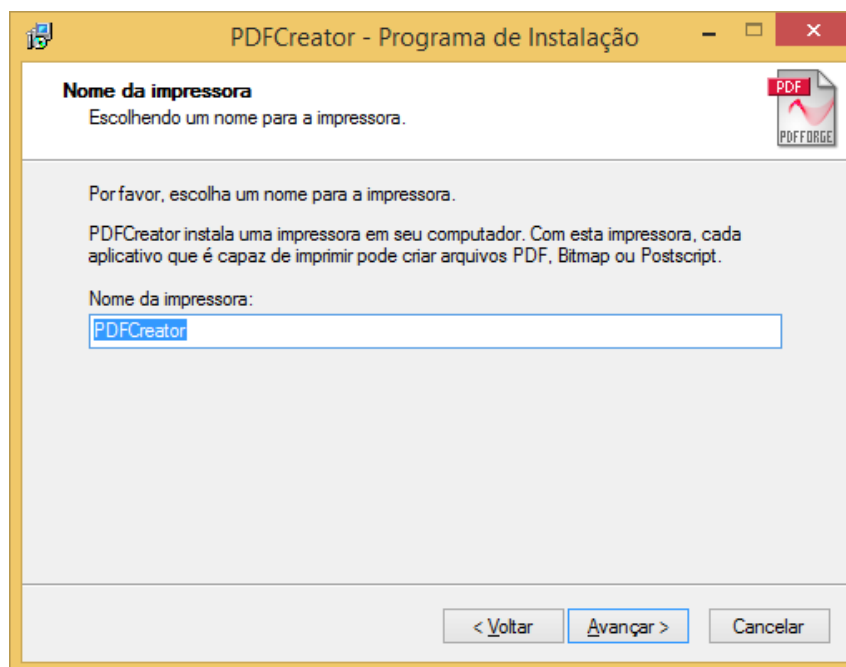 PDFCreator - Programa de Instalação
Nome da impressora
Escolhendo um nome para a impressora.
PDF
PDFFORGE
Por favor, escolha um nome para a impressora.
PDFCreator instala uma impressora em seu computador. Com esta impressora, cada
aplicativo que é capaz de imprimir pode criar arquivos PDF, Bitmap ou Postscript.
Nome da impressora:
PDFCreator
< Voltar
Avançar >
Cancelar